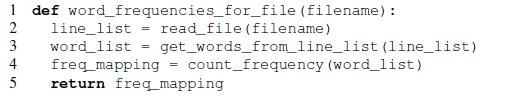 1 def word_frequencies_for_file(filename):
2   line_list = read_file(filename)
3   word_list = get_words_from_line_list(line_list)
4   freq_mapping = count_frequency(word_list)
5   return freq_mapping